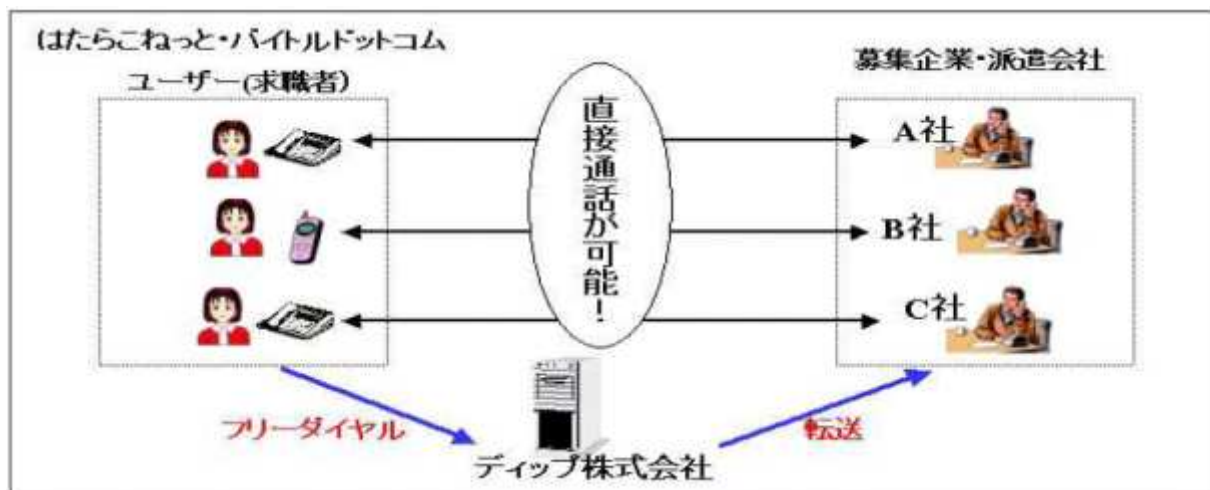 はたらこねっと・バイトルドットコム
ユーザー(求職者)
募集企業・派遣会社
直接通話が可能!
A社
B社
C社
フリーダイヤル
転送
ディップ株式会社